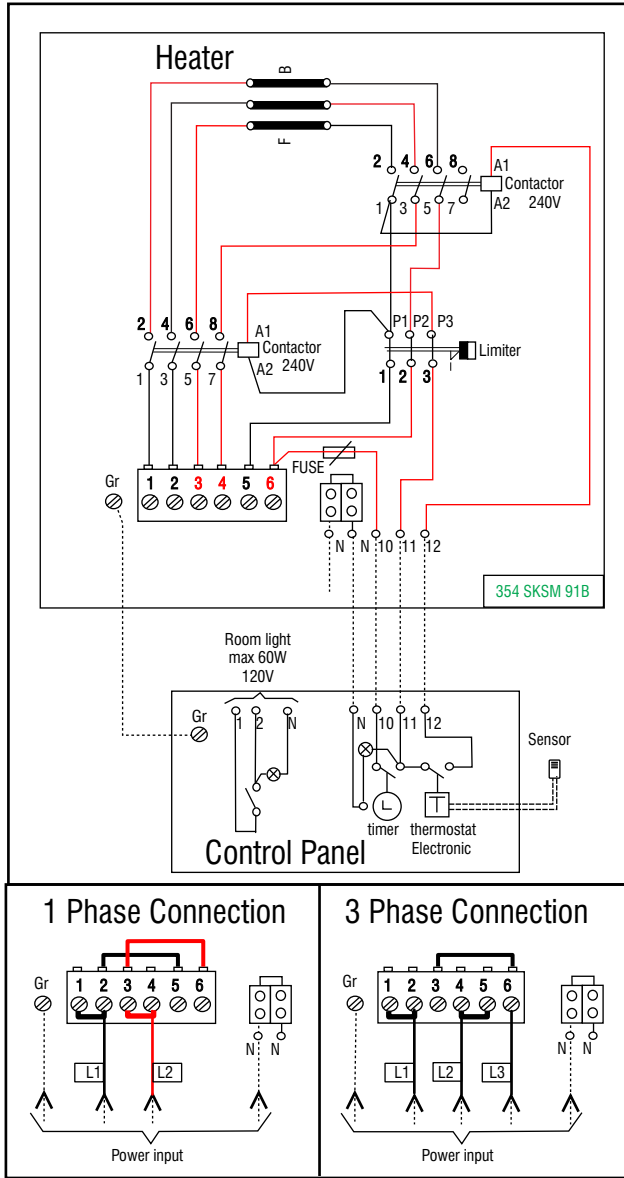 Heater
B
F
2 4 6 8
A1
Contactor
A2 240V
1 3 5 7
2 4 6 8
A1
Contactor
A2 240V
1 3 5 7
P1 P2 P3
Limiter
1 2 3
FUSE
Gr
1 2 3 4 5 6
N N 10 11 12
354 SKSM 91B
Room light
max 60W
120V
Gr
1 2 N
N 10 11 12
Sensor
T
timer
thermostat
Electronic
Control Panel
1 Phase Connection
Gr
1 2 3 4 5 6
N N
L1 L2
Power input
3 Phase Connection
Gr
1 2 3 4 5 6
N N
L1 L2 L3
Power input